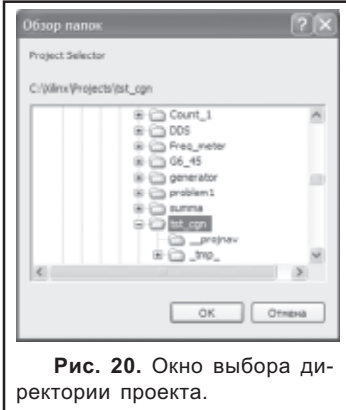 Обзор папок
Project Selector
C:\Xilinx\Projects\tst_cgn
Count_1
DDS
Freq_meter
G6_45
generator
problem1
summa
tst_cgn
__projnav
_tmp_
OK
Отмена
Рис. 20. Окно выбора ди-
ректории проекта.